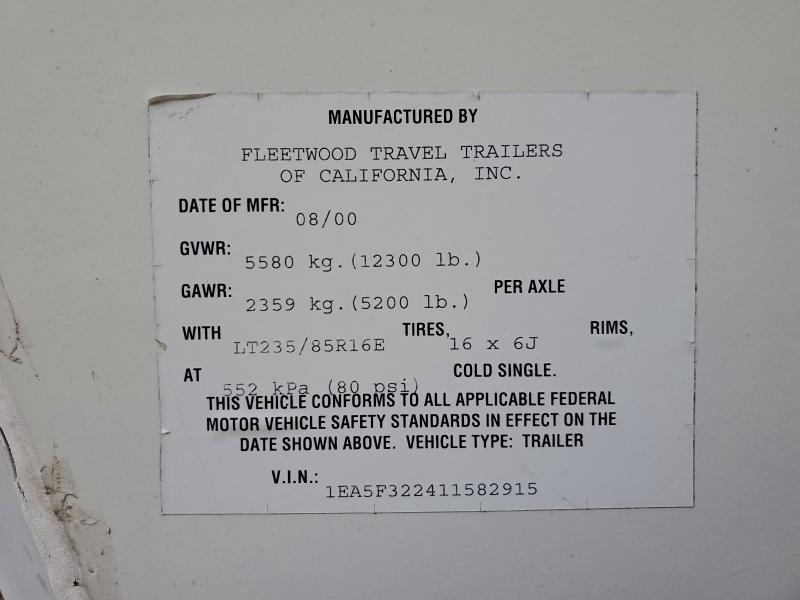 MANUFACTURED BY
FLEETWOOD TRAVEL TRAILERS
OF CALIFORNIA, INC.
DATE OF MFR: 08/00
GVWR: 5580 kg.(12300 lb.)
GAWR: 2359 kg.(5200 lb.) PER AXLE
WITH LT235/85R16E TIRES, 16 x 6J RIMS,
AT 552 kPa (80 psi) COLD SINGLE.
THIS VEHICLE CONFORMS TO ALL APPLICABLE FEDERAL
MOTOR VEHICLE SAFETY STANDARDS IN EFFECT ON THE
DATE SHOWN ABOVE. VEHICLE TYPE: TRAILER
V.I.N.: 1EA5F322411582915